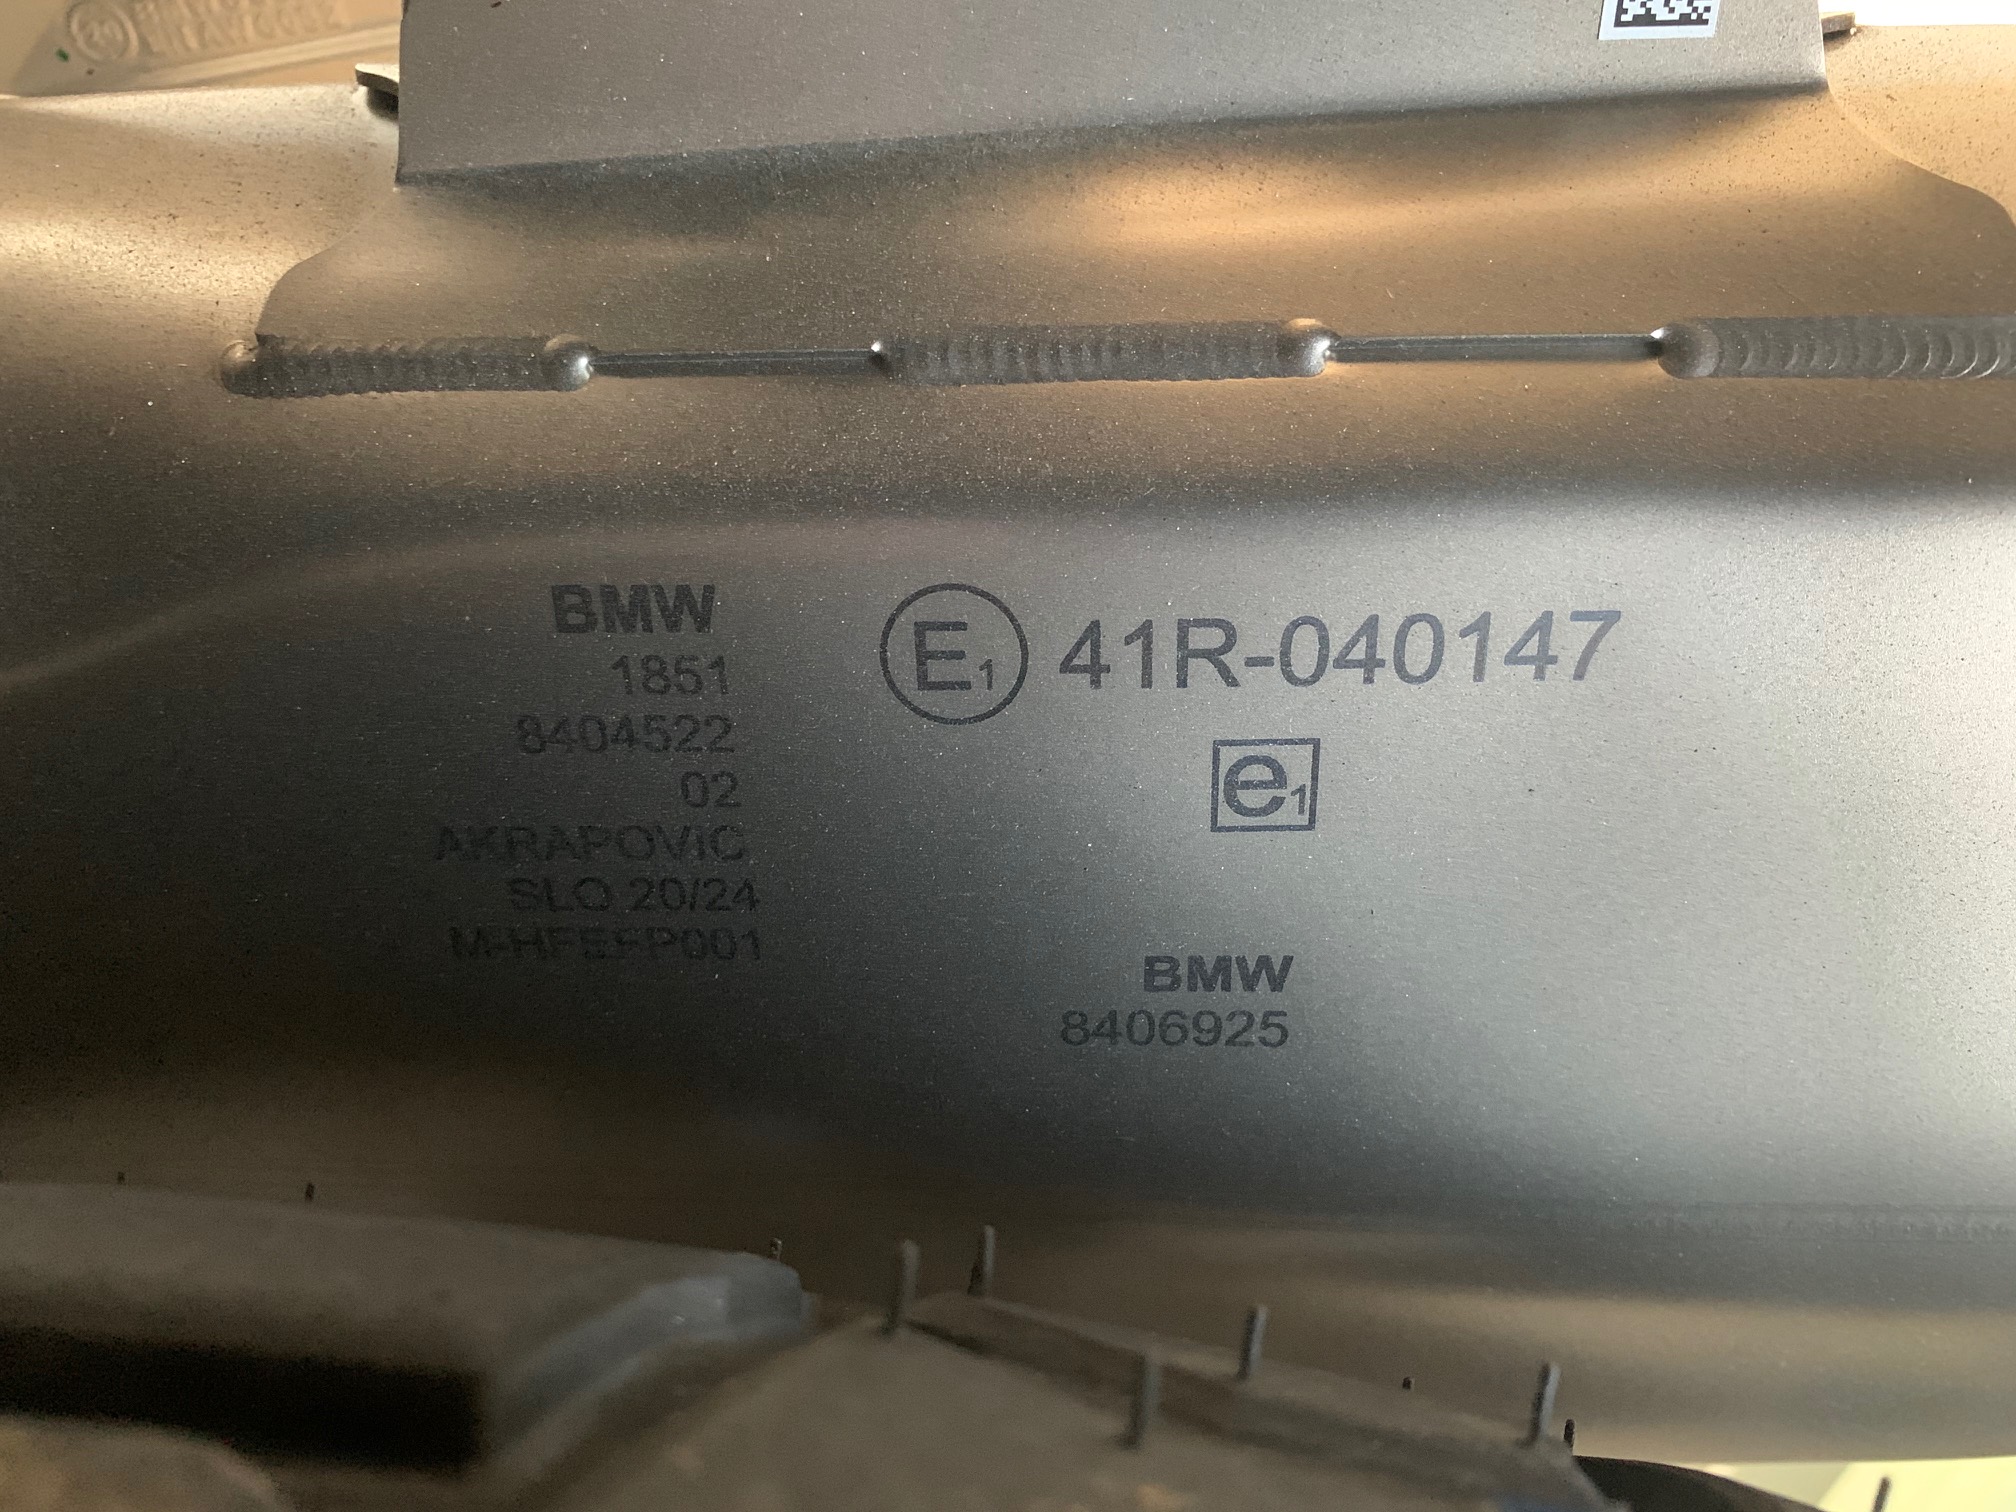 BMW
1851
8404522
02
AKRAPOVIC
SLO 20/24
M-HFEFP001
E1 41R-040147
e1
BMW
8406925